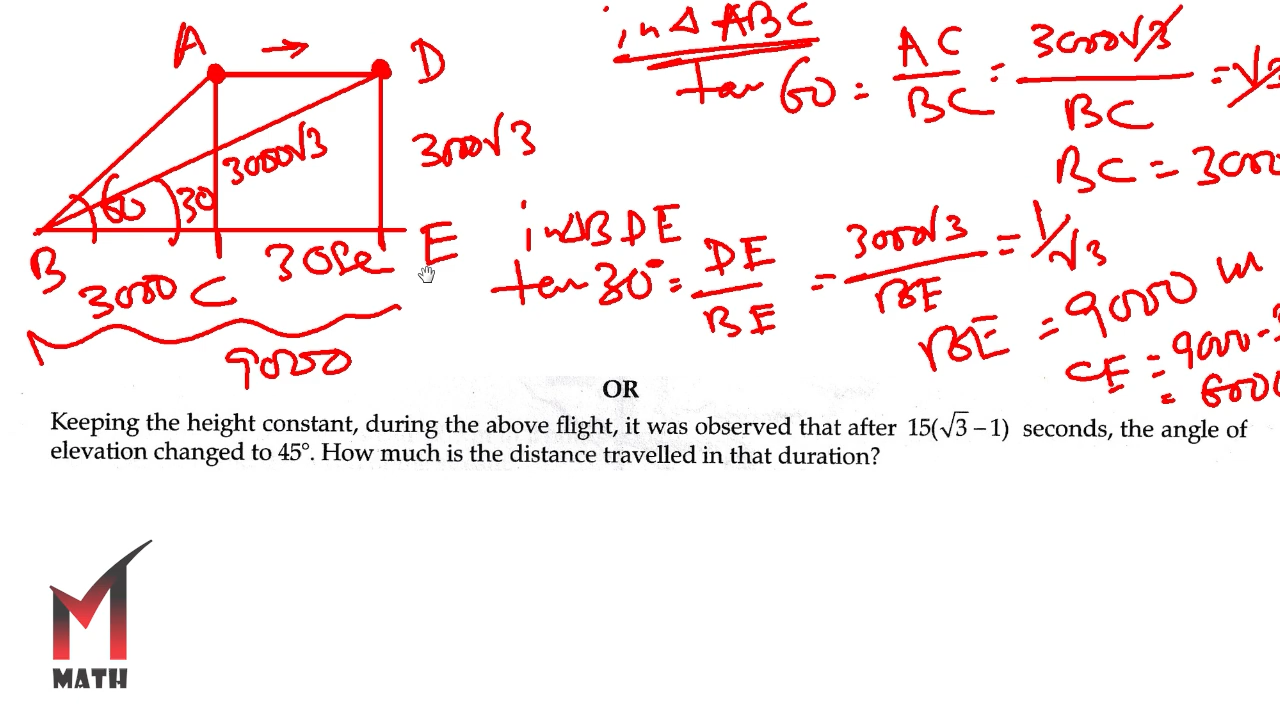 A → D
in△ABC
tan 60 = AC/BC = 3000√3/BC = √3
BC = 3000
3000√3
3000√3
60
30
B
C
30Sec
E
3000
9000
in△BDE
tan 30° = DE/BE = 3000√3/BE = 1/√3
BE = 9000 m
CE = 9000-3
= 6000
OR
Keeping the height constant, during the above flight, it was observed that after 15(√3 – 1) seconds, the angle of
elevation changed to 45°. How much is the distance travelled in that duration?
MATH